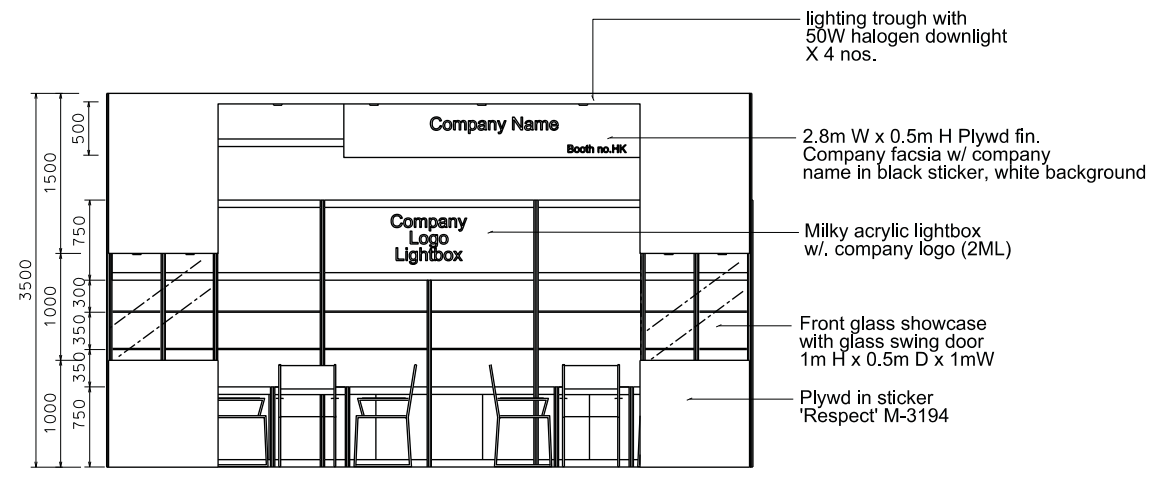 lighting trough with
50W halogen downlight
X 4 nos.
Company Name
Booth no.HK
2.8m W x 0.5m H Plywd fin.
Company facsia w/ company
name in black sticker, white background
Company
Logo
Lightbox
Milky acrylic lightbox
w/. company logo (2ML)
Front glass showcase
with glass swing door
1m H x 0.5m D x 1mW
Plywd in sticker
'Respect' M-3194
3500
1500
1000
1000
500
750
300
350
350
750